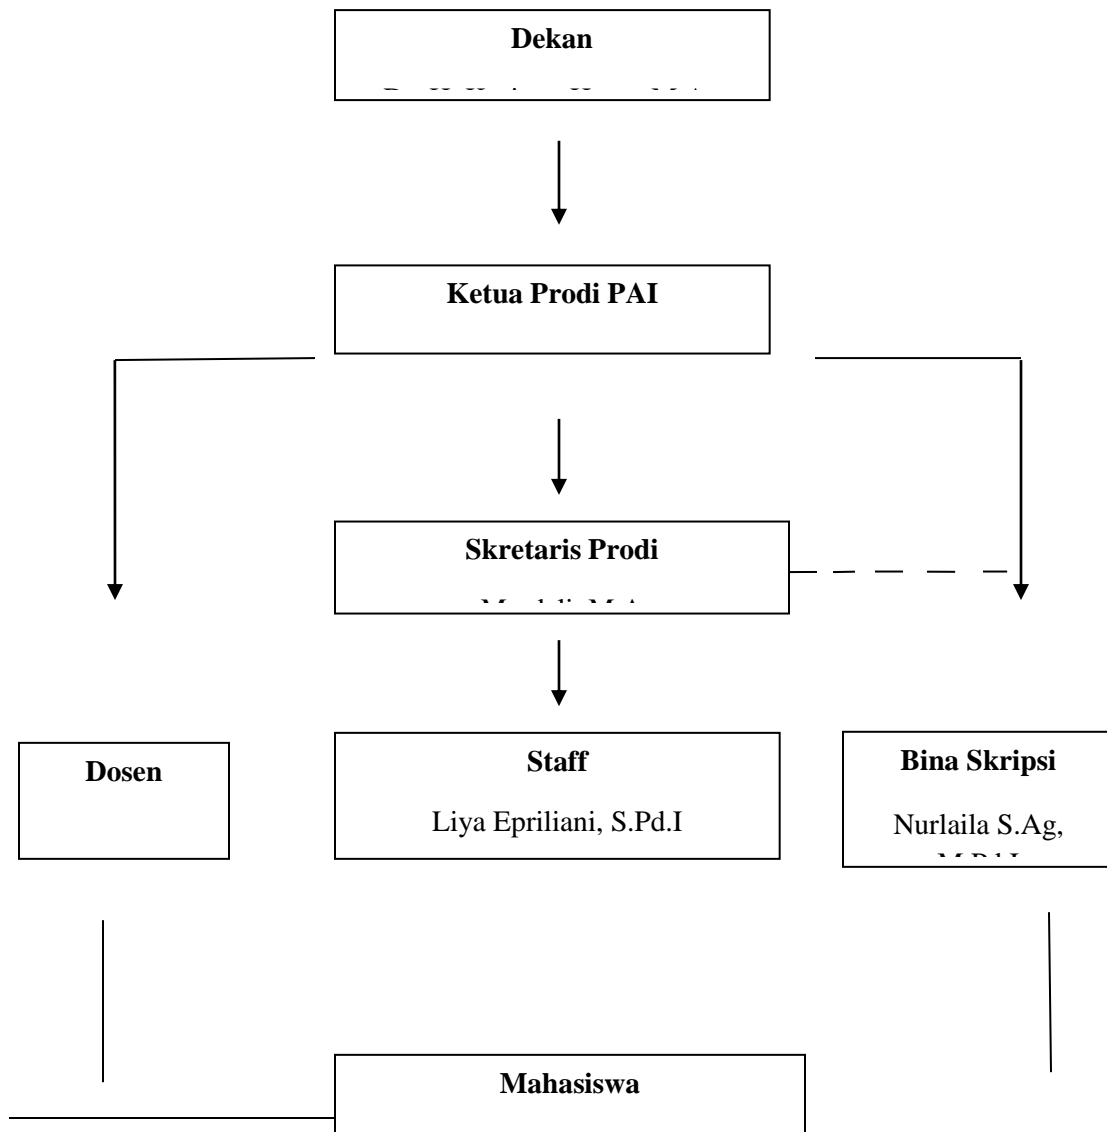 Dekan
Ketua Prodi PAI
Skretaris Prodi
Dosen
Staff
Liya Epriliani, S.Pd.I
Bina Skripsi
Nurlaila S.Ag,
Mahasiswa